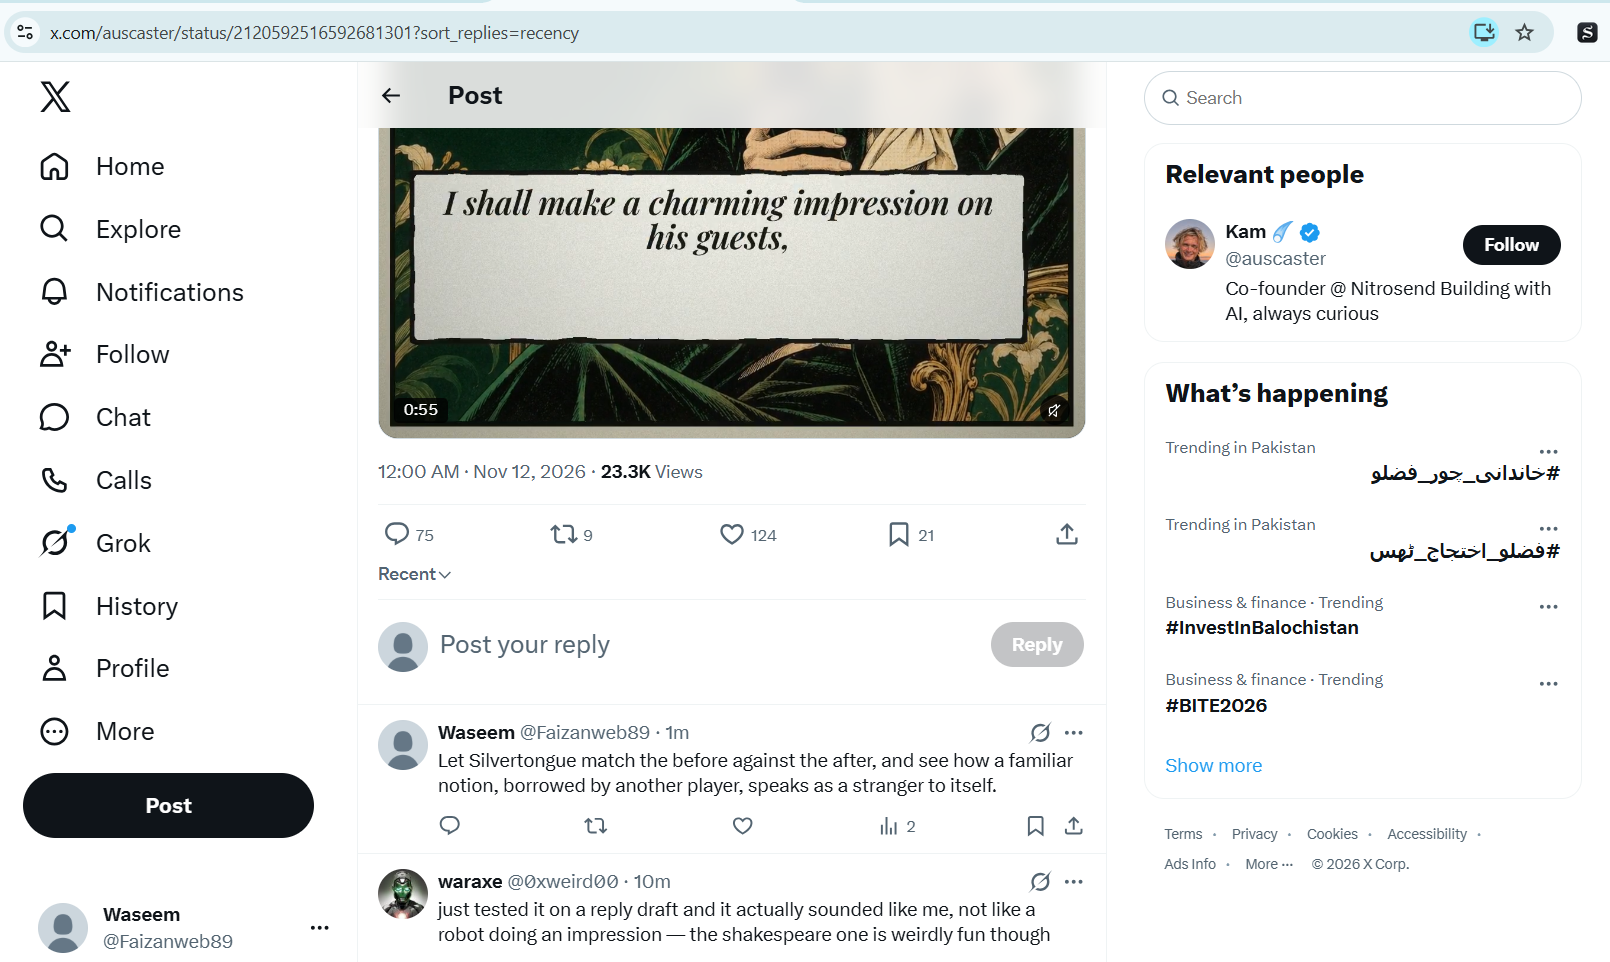 x.com/auscaster/status/2120592516592681301?sort_replies=recency
Home
Explore
Notifications
Follow
Chat
Calls
Grok
History
Profile
More
Post
Waseem
@Faizanweb89
Post
I shall make a charming impression on
his guests,
0:55
12:00 AM · Nov 12, 2026 · 23.3K Views
75
9
124
21
Recent
Post your reply
Reply
Waseem @Faizanweb89 · 1m
Let Silvertongue match the before against the after, and see how a familiar
notion, borrowed by another player, speaks as a stranger to itself.
2
waraxe @0xweird00 · 10m
just tested it on a reply draft and it actually sounded like me, not like a
robot doing an impression — the shakespeare one is weirdly fun though
Search
Relevant people
Kam
@auscaster
Follow
Co-founder @ Nitrosend Building with
AI, always curious
What’s happening
Trending in Pakistan
#خاندانی_چور_فضلو
Trending in Pakistan
#فضلو_اختجاج_ٹھس
Business & finance · Trending
#InvestInBalochistan
Business & finance · Trending
#BITE2026
Show more
Terms · Privacy · Cookies · Accessibility ·
Ads Info · More ··· © 2026 X Corp.